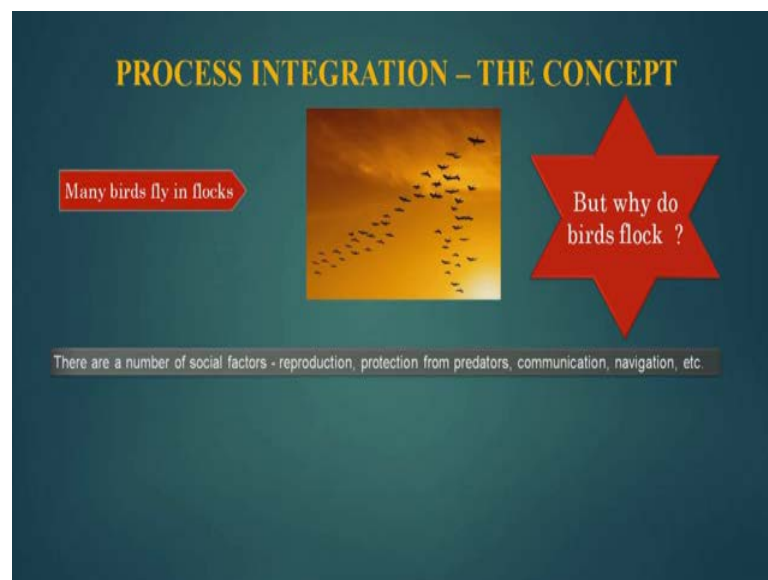 PROCESS INTEGRATION – THE CONCEPT
Many birds fly in flocks
But why do
birds flock ?
There are a number of social factors - reproduction, protection from predators, communication, navigation, etc.